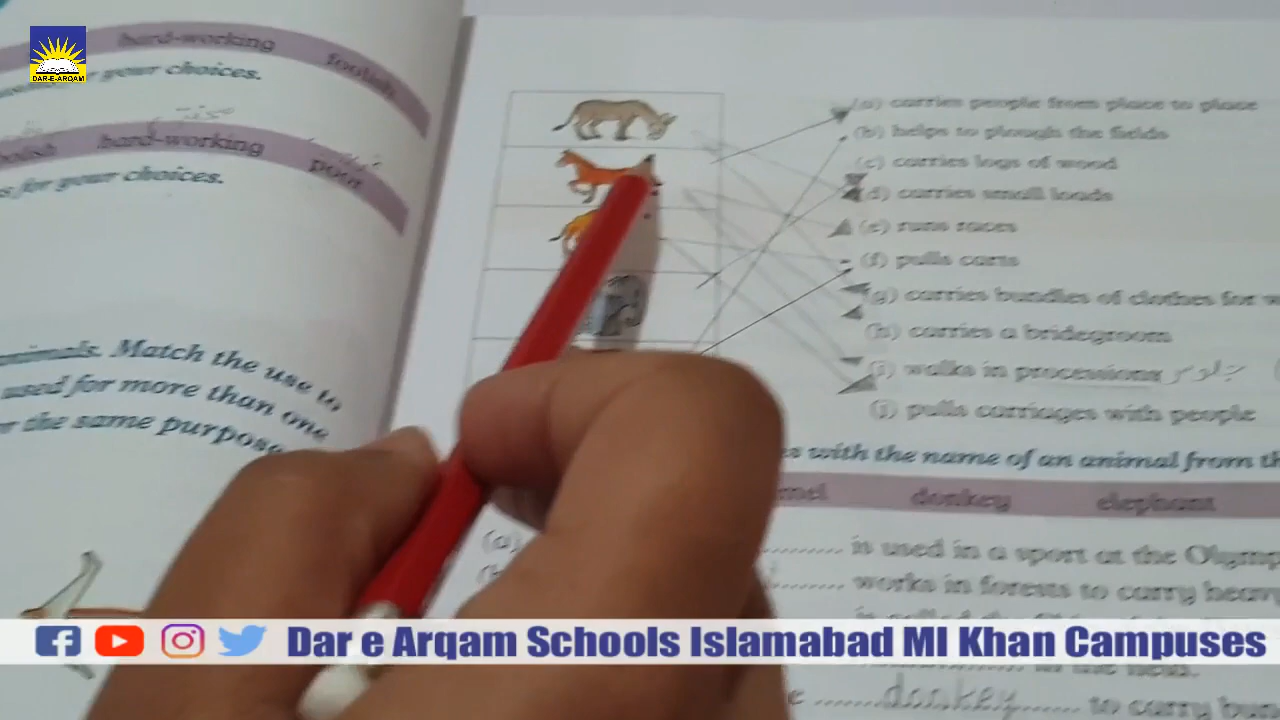 DAR-E-ARQAM
hard-working foolish
your choices.
hard-working poor
s for your choices.
animals. Match the use to
used for more than one
the same purpose
(a) carries people from place to place
(b) helps to plough the fields
(c) carries logs of wood
(d) carries small loads
(e) runs races
(f) pulls carts
(g) carries bundles of clothes for
(h) carries a bridegroom
(i) walks in processions جلوس
(j) pulls carriages with people
with the name of an animal from
donkey elephant
(a) is used in a sport at the
works in forests to carry
donkey to carry
Dar e Arqam Schools Islamabad MI Khan Campuses